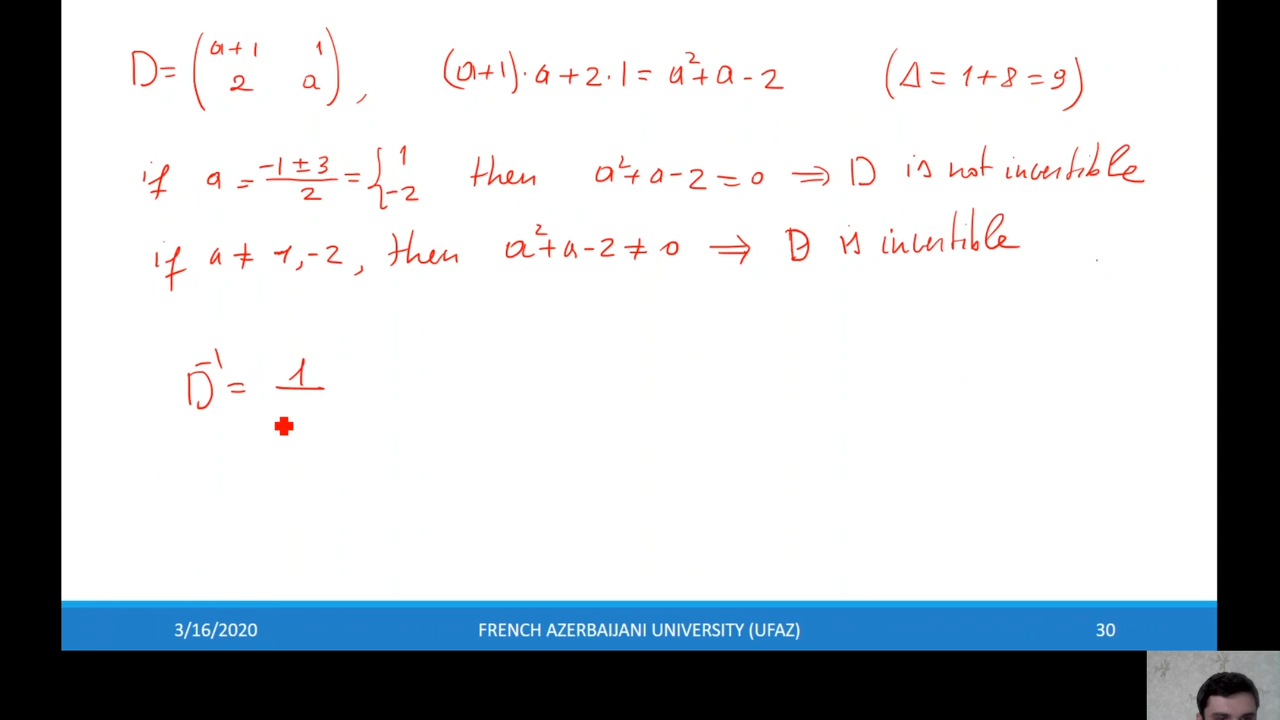 D = ( a+1 1 ; 2 a ), (a+1)·a+2·1 = a²+a-2 (Δ = 1+8 = 9)
if a = (-1±3)/2 = { 1 ; -2 then a²+a-2 = 0 ⇒ D is not invertible
if a ≠ 1, -2, then a²+a-2 ≠ 0 ⇒ D is invertible
D⁻¹ = 1/
3/16/2020 FRENCH AZERBAIJANI UNIVERSITY (UFAZ) 30